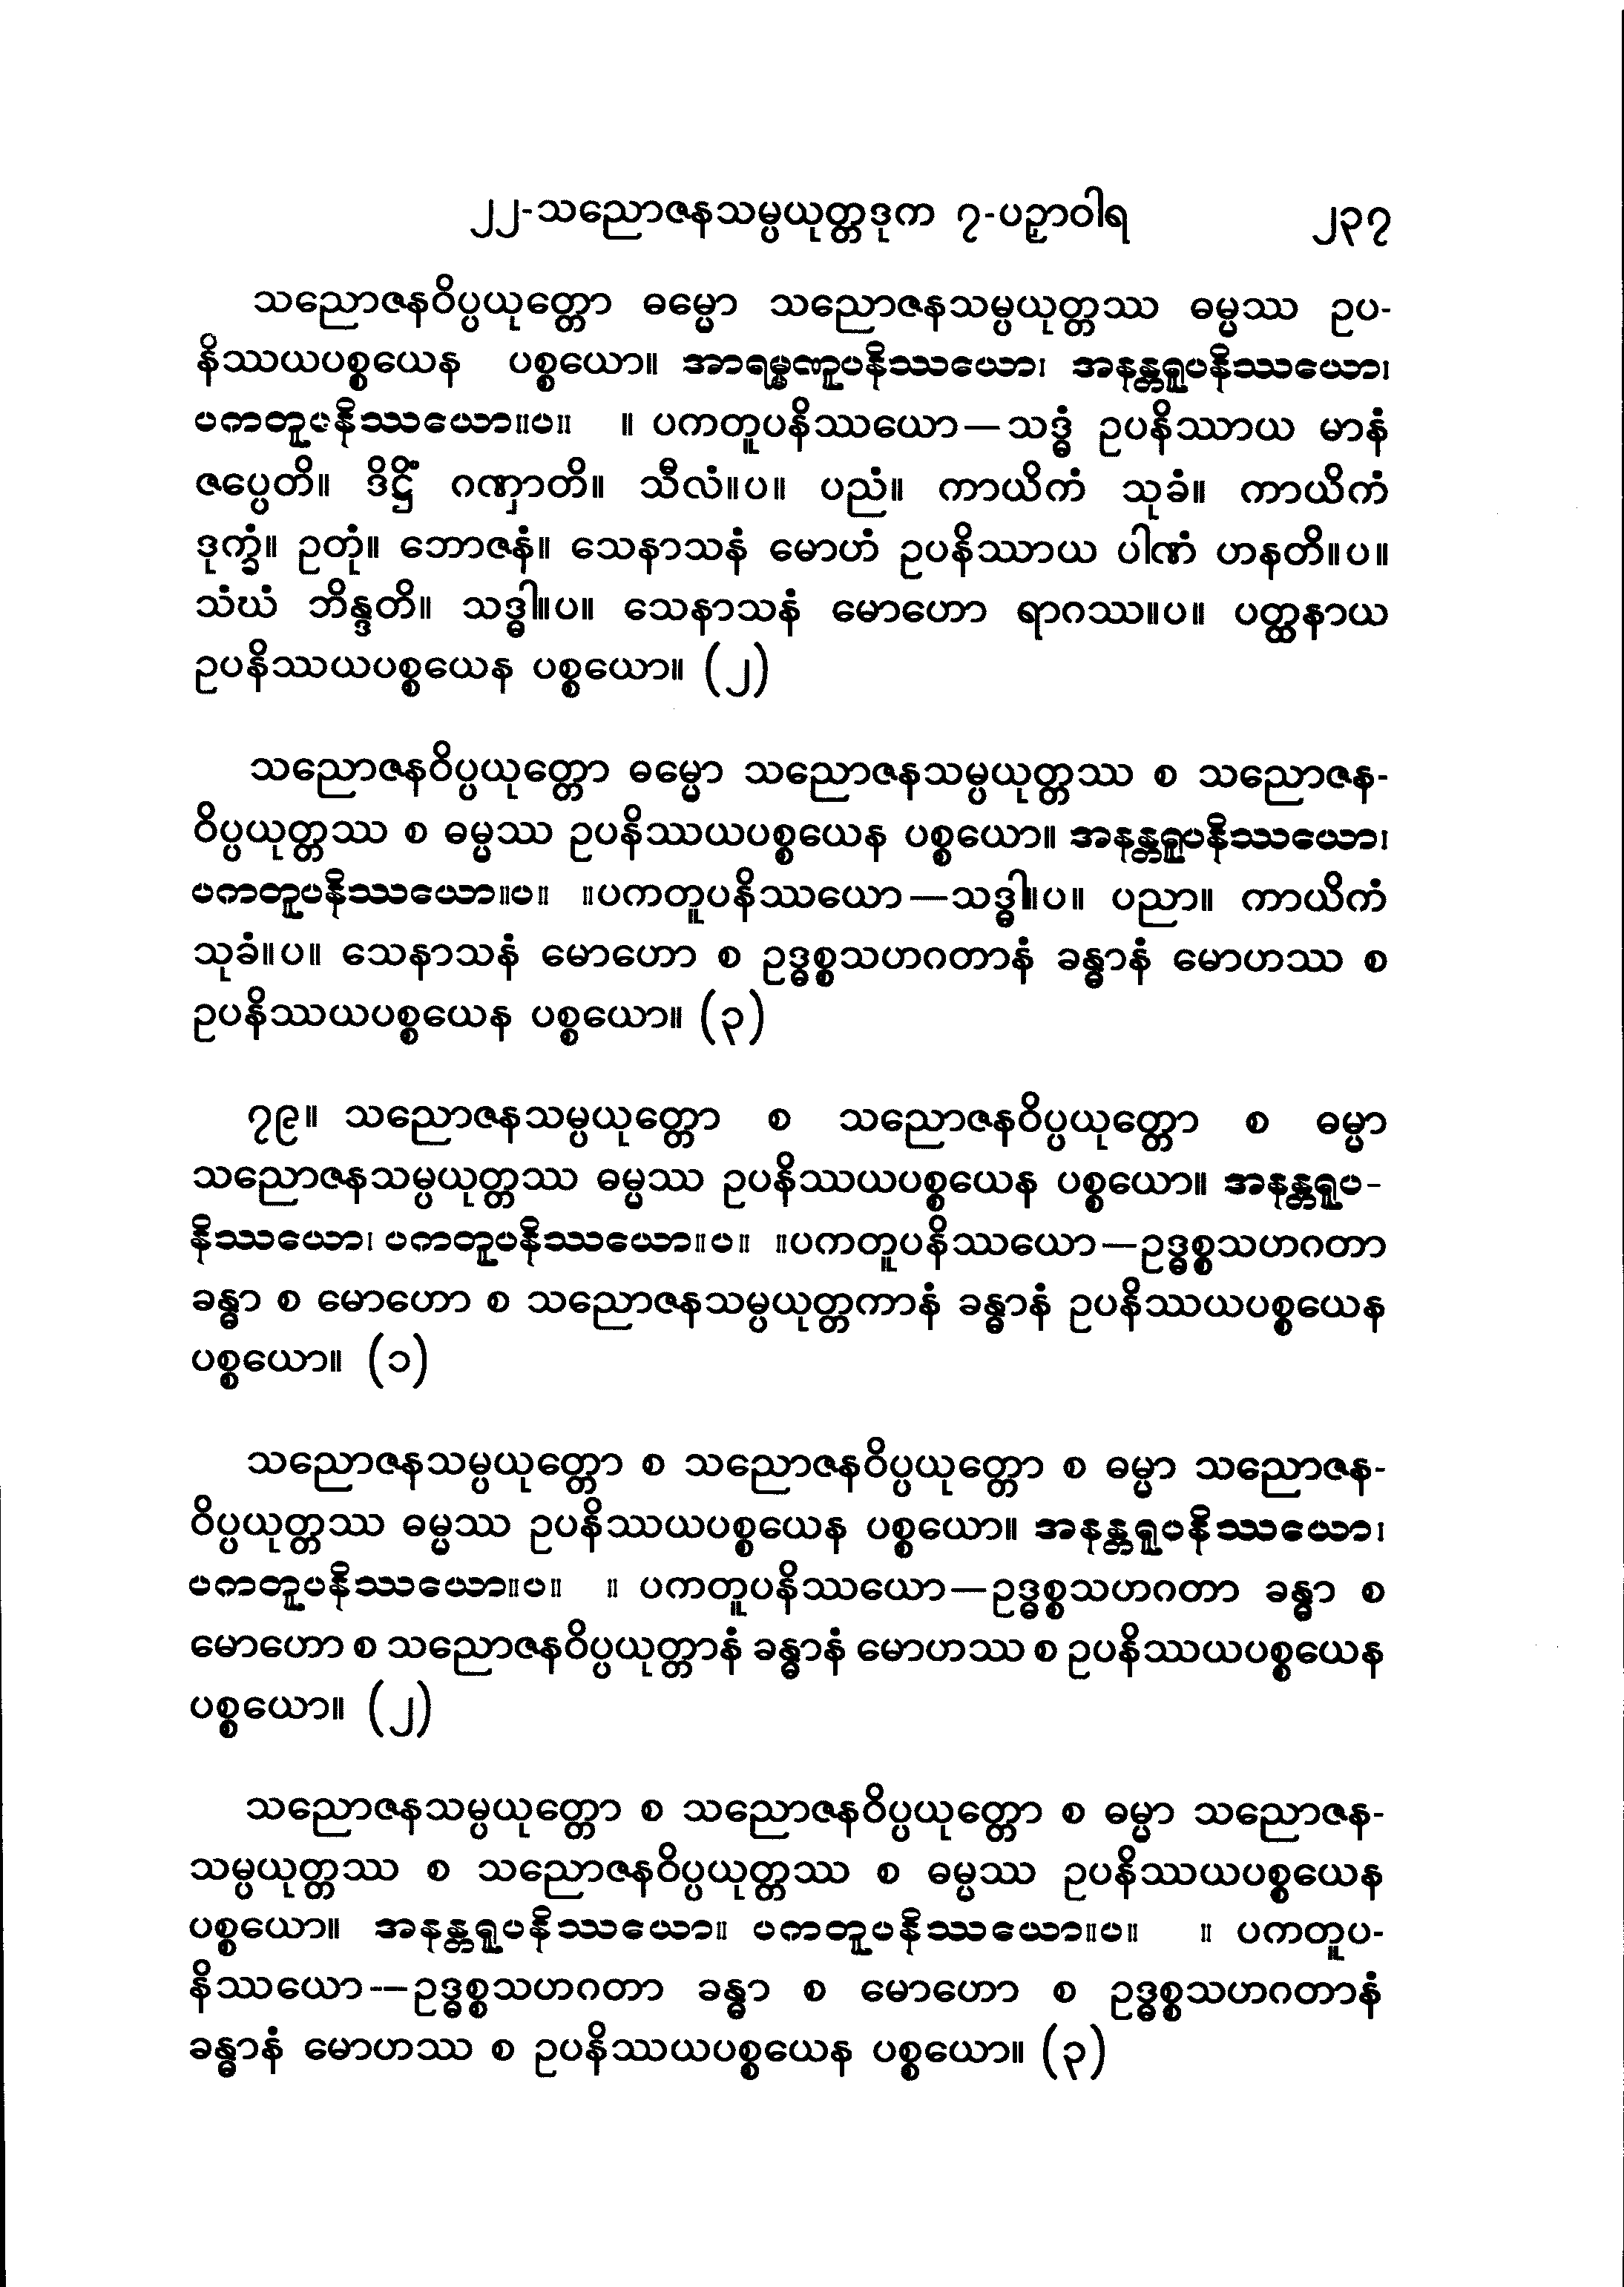 ၂၂-သညောဇနသမ္ပယုတ္တဒုက ၇-ပဉှာဝါရ ၂၃၇
သညောဇနဝိပ္ပယုတ္တော ဓမ္မော သညောဇနသမ္ပယုတ္တဿ ဓမ္မဿ ဥပ-
နိဿယပစ္စယေန ပစ္စယော။ အာရမ္မဏူပနိဿယော၊ အနန္တရူပနိဿယော၊
ပကတူပနိဿယော။ပ။ ။ ပကတူပနိဿယော—သဒ္ဓံ ဥပနိဿာယ မာနံ
ဇပ္ပေတိ။ ဒိဋ္ဌိံ ဂဏှာတိ။ သီလံ။ပ။ ပညံ။ ကာယိကံ သုခံ။ ကာယိကံ
ဒုက္ခံ။ ဥတုံ။ ဘောဇနံ။ သေနာသနံ မောဟံ ဥပနိဿာယ ပါဏံ ဟနတိ။ပ။
သံဃံ ဘိန္ဒတိ။ သဒ္ဓါ။ပ။ သေနာသနံ မောဟော ရာဂဿ။ပ။ ပတ္ထနာယ
ဥပနိဿယပစ္စယေန ပစ္စယော။ (၂)
သညောဇနဝိပ္ပယုတ္တော ဓမ္မော သညောဇနသမ္ပယုတ္တဿ စ သညောဇန-
ဝိပ္ပယုတ္တဿ စ ဓမ္မဿ ဥပနိဿယပစ္စယေန ပစ္စယော။ အနန္တရူပနိဿယော၊
ပကတူပနိဿယော။ပ။ ။ပကတူပနိဿယော—သဒ္ဓါ။ပ။ ပညာ။ ကာယိကံ
သုခံ။ပ။ သေနာသနံ မောဟော စ ဥဒ္ဓစ္စသဟဂတာနံ ခန္ဓာနံ မောဟဿ စ
ဥပနိဿယပစ္စယေန ပစ္စယော။ (၃)
၇၉။ သညောဇနသမ္ပယုတ္တော စ သညောဇနဝိပ္ပယုတ္တော စ ဓမ္မာ
သညောဇနသမ္ပယုတ္တဿ ဓမ္မဿ ဥပနိဿယပစ္စယေန ပစ္စယော။ အနန္တရူပ-
နိဿယော၊ ပကတူပနိဿယော။ပ။ ။ပကတူပနိဿယော—ဥဒ္ဓစ္စသဟဂတာ
ခန္ဓာ စ မောဟော စ သညောဇနသမ္ပယုတ္တကာနံ ခန္ဓာနံ ဥပနိဿယပစ္စယေန
ပစ္စယော။ (၁)
သညောဇနသမ္ပယုတ္တော စ သညောဇနဝိပ္ပယုတ္တော စ ဓမ္မာ သညောဇန-
ဝိပ္ပယုတ္တဿ ဓမ္မဿ ဥပနိဿယပစ္စယေန ပစ္စယော။ အနန္တရူပနိဿယော၊
ပကတူပနိဿယော။ပ။ ။ ပကတူပနိဿယော—ဥဒ္ဓစ္စသဟဂတာ ခန္ဓာ စ
မောဟော စ သညောဇနဝိပ္ပယုတ္တာနံ ခန္ဓာနံ မောဟဿ စ ဥပနိဿယပစ္စယေန
ပစ္စယော။ (၂)
သညောဇနသမ္ပယုတ္တော စ သညောဇနဝိပ္ပယုတ္တော စ ဓမ္မာ သညောဇန-
သမ္ပယုတ္တဿ စ သညောဇနဝိပ္ပယုတ္တဿ စ ဓမ္မဿ ဥပနိဿယပစ္စယေန
ပစ္စယော။ အနန္တရူပနိဿယော။ ပကတူပနိဿယော။ပ။ ။ ပကတူပ-
နိဿယော—ဥဒ္ဓစ္စသဟဂတာ ခန္ဓာ စ မောဟော စ ဥဒ္ဓစ္စသဟဂတာနံ
ခန္ဓာနံ မောဟဿ စ ဥပနိဿယပစ္စယေန ပစ္စယော။ (၃)